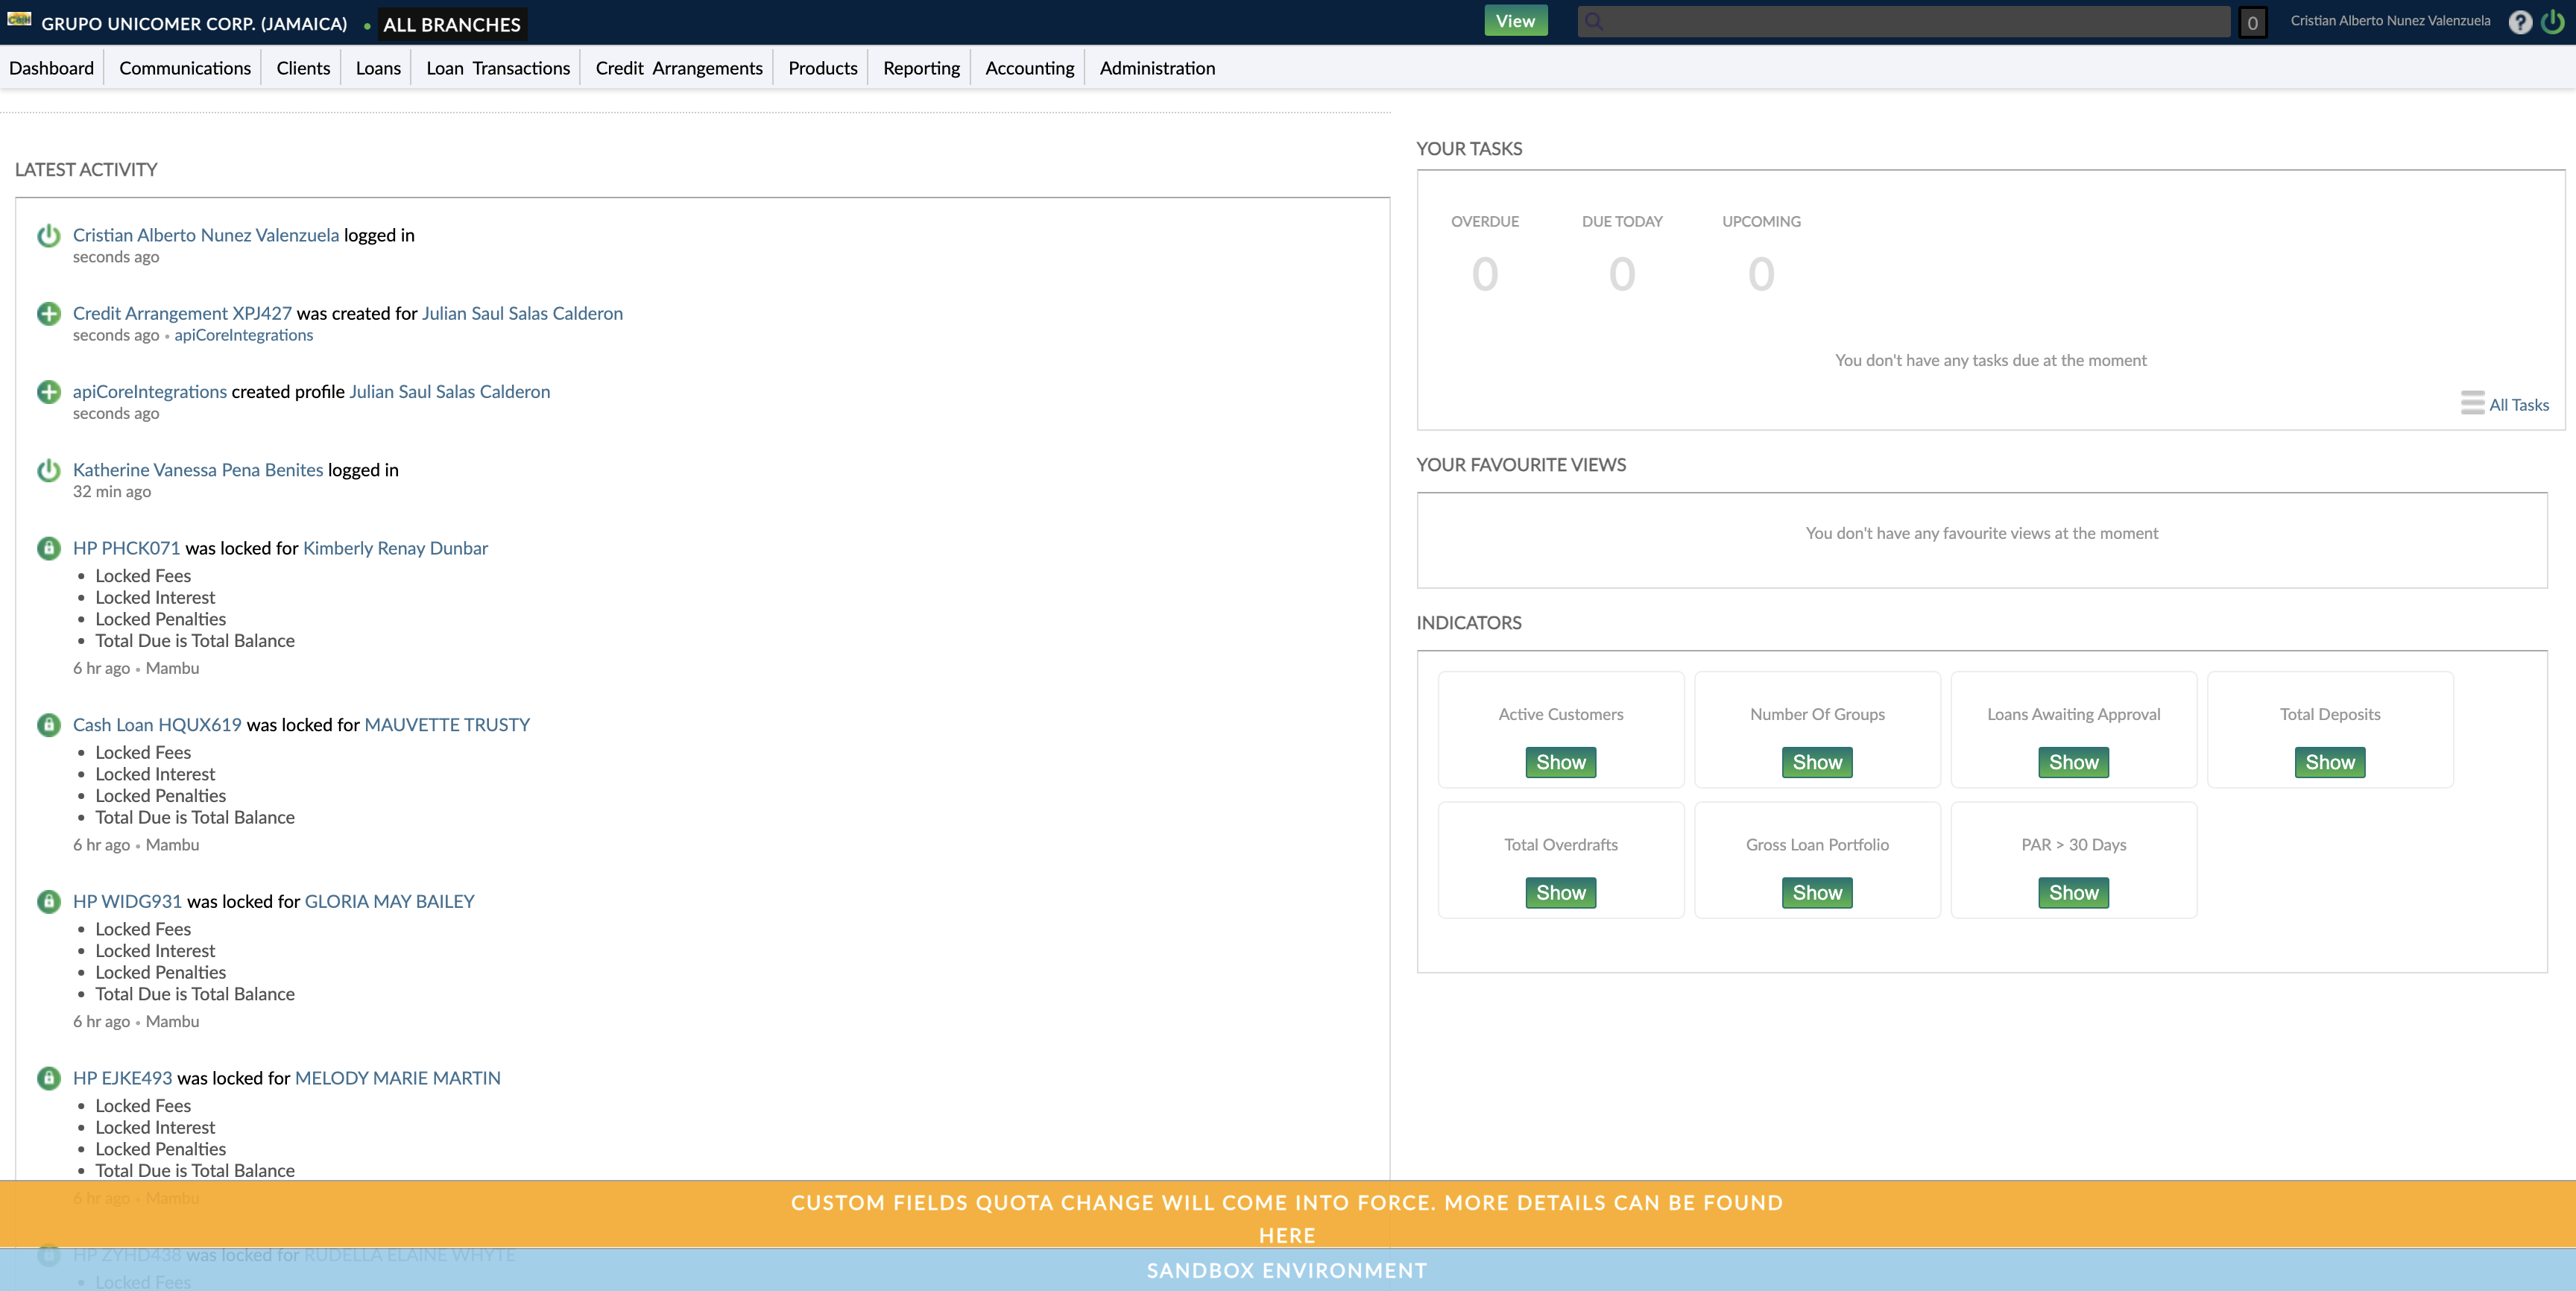 GRUPO UNICOMER CORP. (JAMAICA) • ALL BRANCHES
View
0
Cristian Alberto Nunez Valenzuela
?
Dashboard
Communications
Clients
Loans
Loan Transactions
Credit Arrangements
Products
Reporting
Accounting
Administration
LATEST ACTIVITY
Cristian Alberto Nunez Valenzuela logged in
seconds ago
Credit Arrangement XPJ427 was created for Julian Saul Salas Calderon
seconds ago • apiCoreIntegrations
apiCoreIntegrations created profile Julian Saul Salas Calderon
seconds ago
Katherine Vanessa Pena Benites logged in
32 min ago
HP PHCK071 was locked for Kimberly Renay Dunbar
• Locked Fees
• Locked Interest
• Locked Penalties
• Total Due is Total Balance
6 hr ago • Mambu
Cash Loan HQUX619 was locked for MAUVETTE TRUSTY
• Locked Fees
• Locked Interest
• Locked Penalties
• Total Due is Total Balance
6 hr ago • Mambu
HP WIDG931 was locked for GLORIA MAY BAILEY
• Locked Fees
• Locked Interest
• Locked Penalties
• Total Due is Total Balance
6 hr ago • Mambu
HP EJKE493 was locked for MELODY MARIE MARTIN
• Locked Fees
• Locked Interest
• Locked Penalties
• Total Due is Total Balance
6 hr ago • Mambu
HP ZYHD438 was locked for RUDELLA ELAINE WHYTE
• Locked Fees
YOUR TASKS
OVERDUE DUE TODAY UPCOMING
0 0 0
You don't have any tasks due at the moment
All Tasks
YOUR FAVOURITE VIEWS
You don't have any favourite views at the moment
INDICATORS
Active Customers Number Of Groups Loans Awaiting Approval Total Deposits
Show Show Show Show
Total Overdrafts Gross Loan Portfolio PAR > 30 Days
Show Show Show
CUSTOM FIELDS QUOTA CHANGE WILL COME INTO FORCE. MORE DETAILS CAN BE FOUND
HERE
SANDBOX ENVIRONMENT